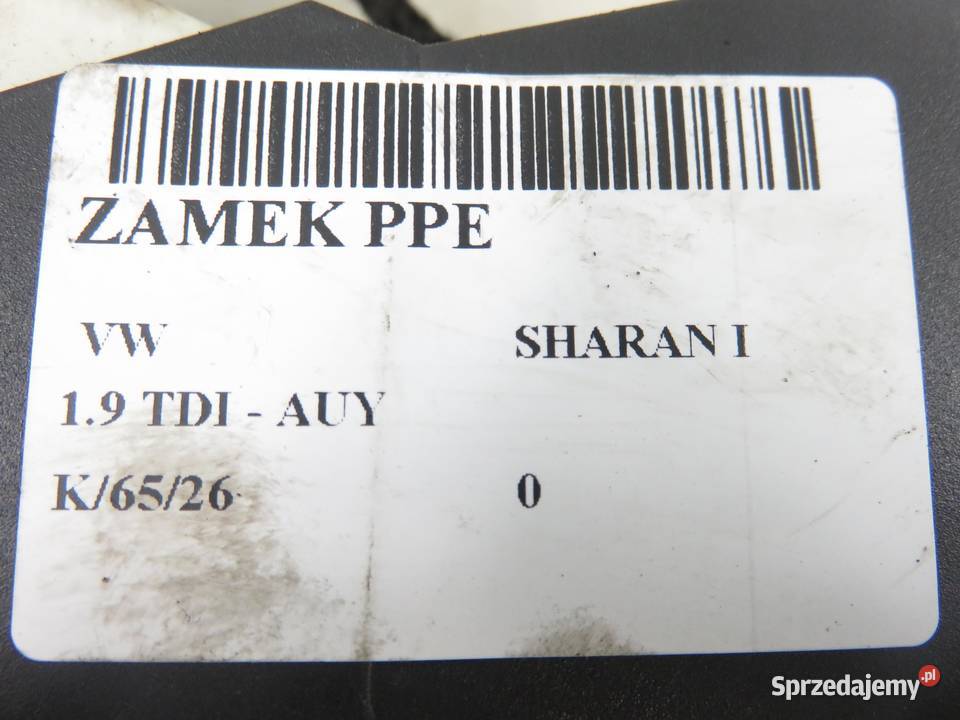 ZAMEK PPE
VW SHARAN I
1.9 TDI - AUY
K/65/26 0
Sprzedajemy.pl